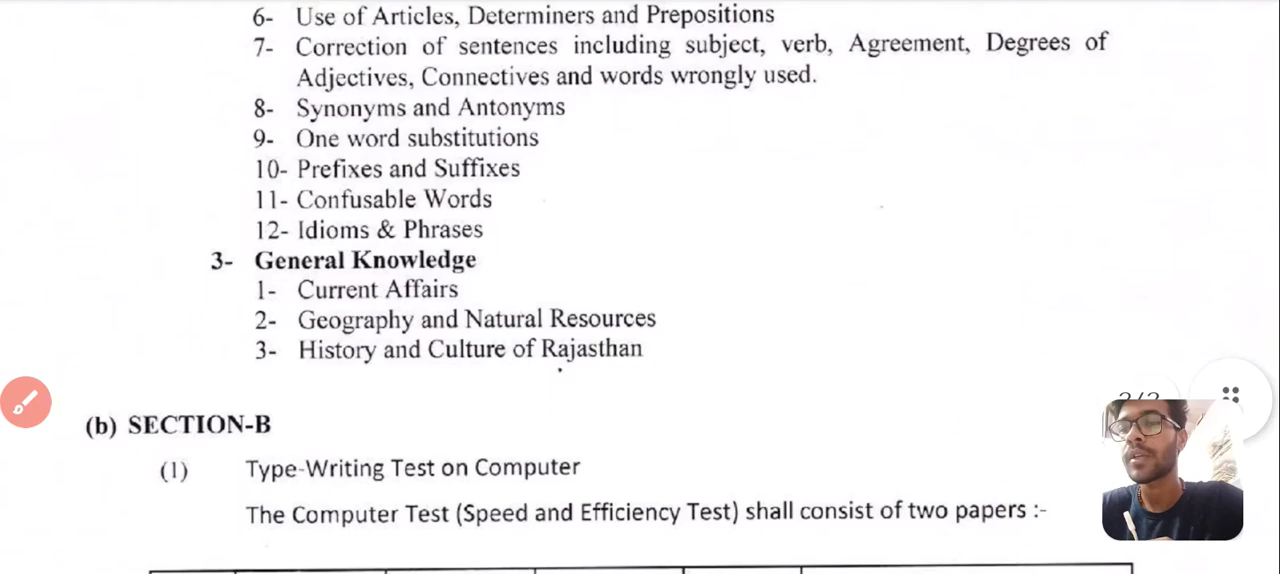 6- Use of Articles, Determiners and Prepositions
7- Correction of sentences including subject, verb, Agreement, Degrees of
Adjectives, Connectives and words wrongly used.
8- Synonyms and Antonyms
9- One word substitutions
10- Prefixes and Suffixes
11- Confusable Words
12- Idioms & Phrases
3- General Knowledge
1- Current Affairs
2- Geography and Natural Resources
3- History and Culture of Rajasthan
(b) SECTION-B
(1) Type-Writing Test on Computer
The Computer Test (Speed and Efficiency Test) shall consist of two papers :-